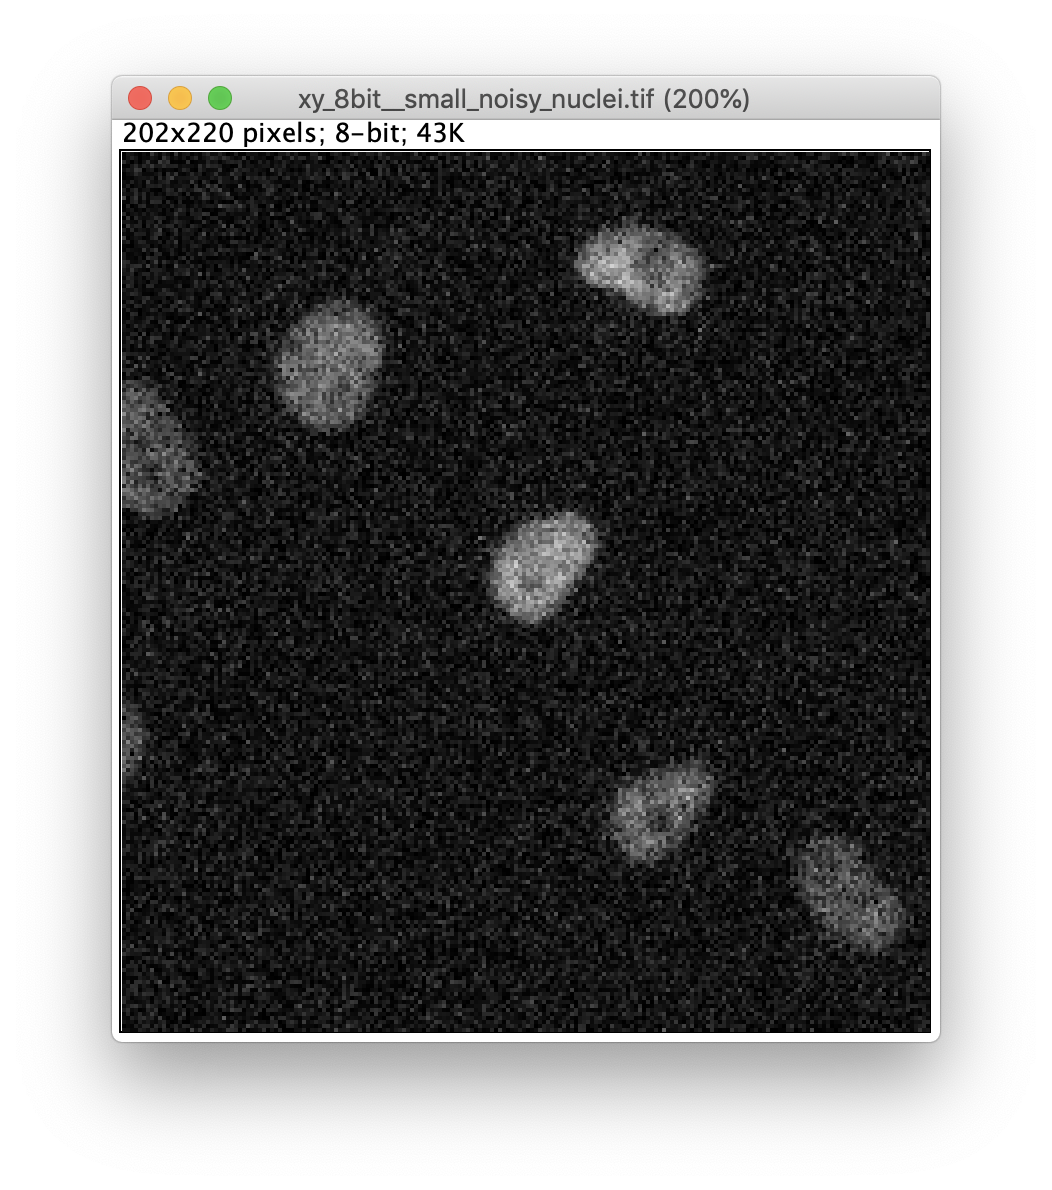 xy_8bit__small_noisy_nuclei.tif (200%)
202x220 pixels; 8-bit; 43K